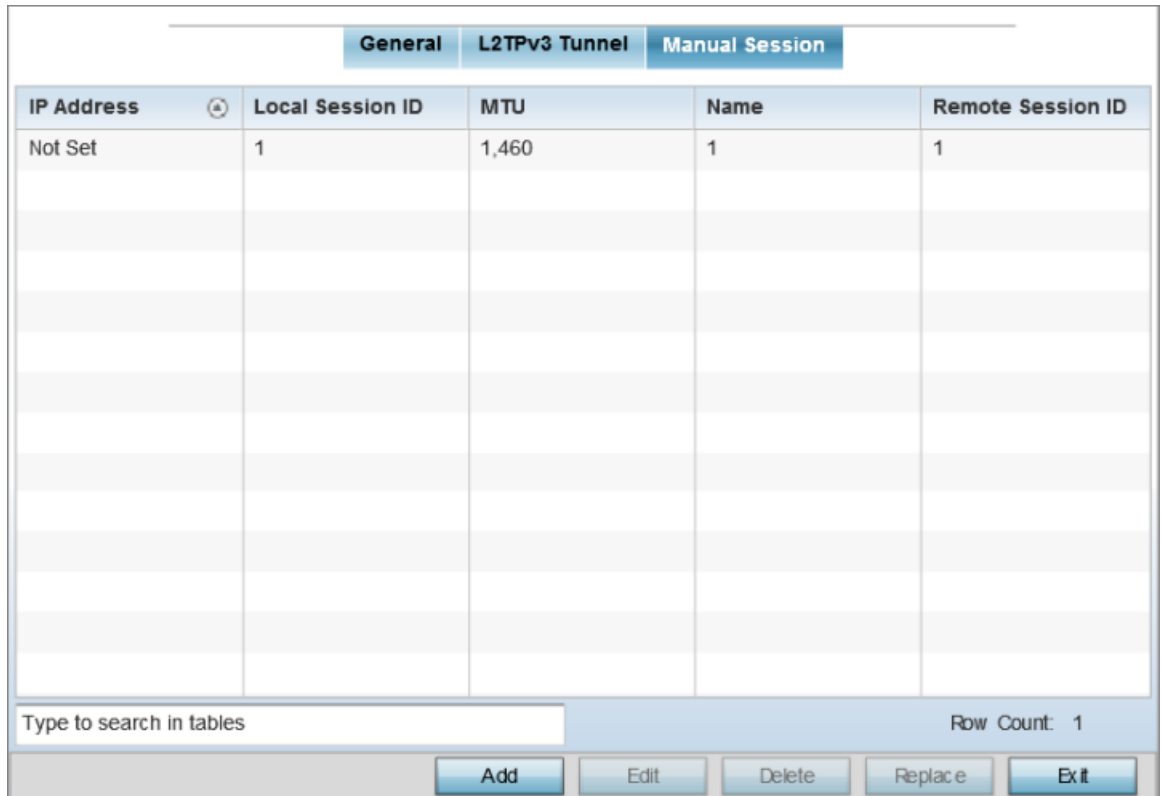 General L2TPv3 Tunnel Manual Session
IP Address Local Session ID MTU Name Remote Session ID
Not Set 1 1,460 1 1
Type to search in tables Row Count: 1
Add Edit Delete Replace Exit